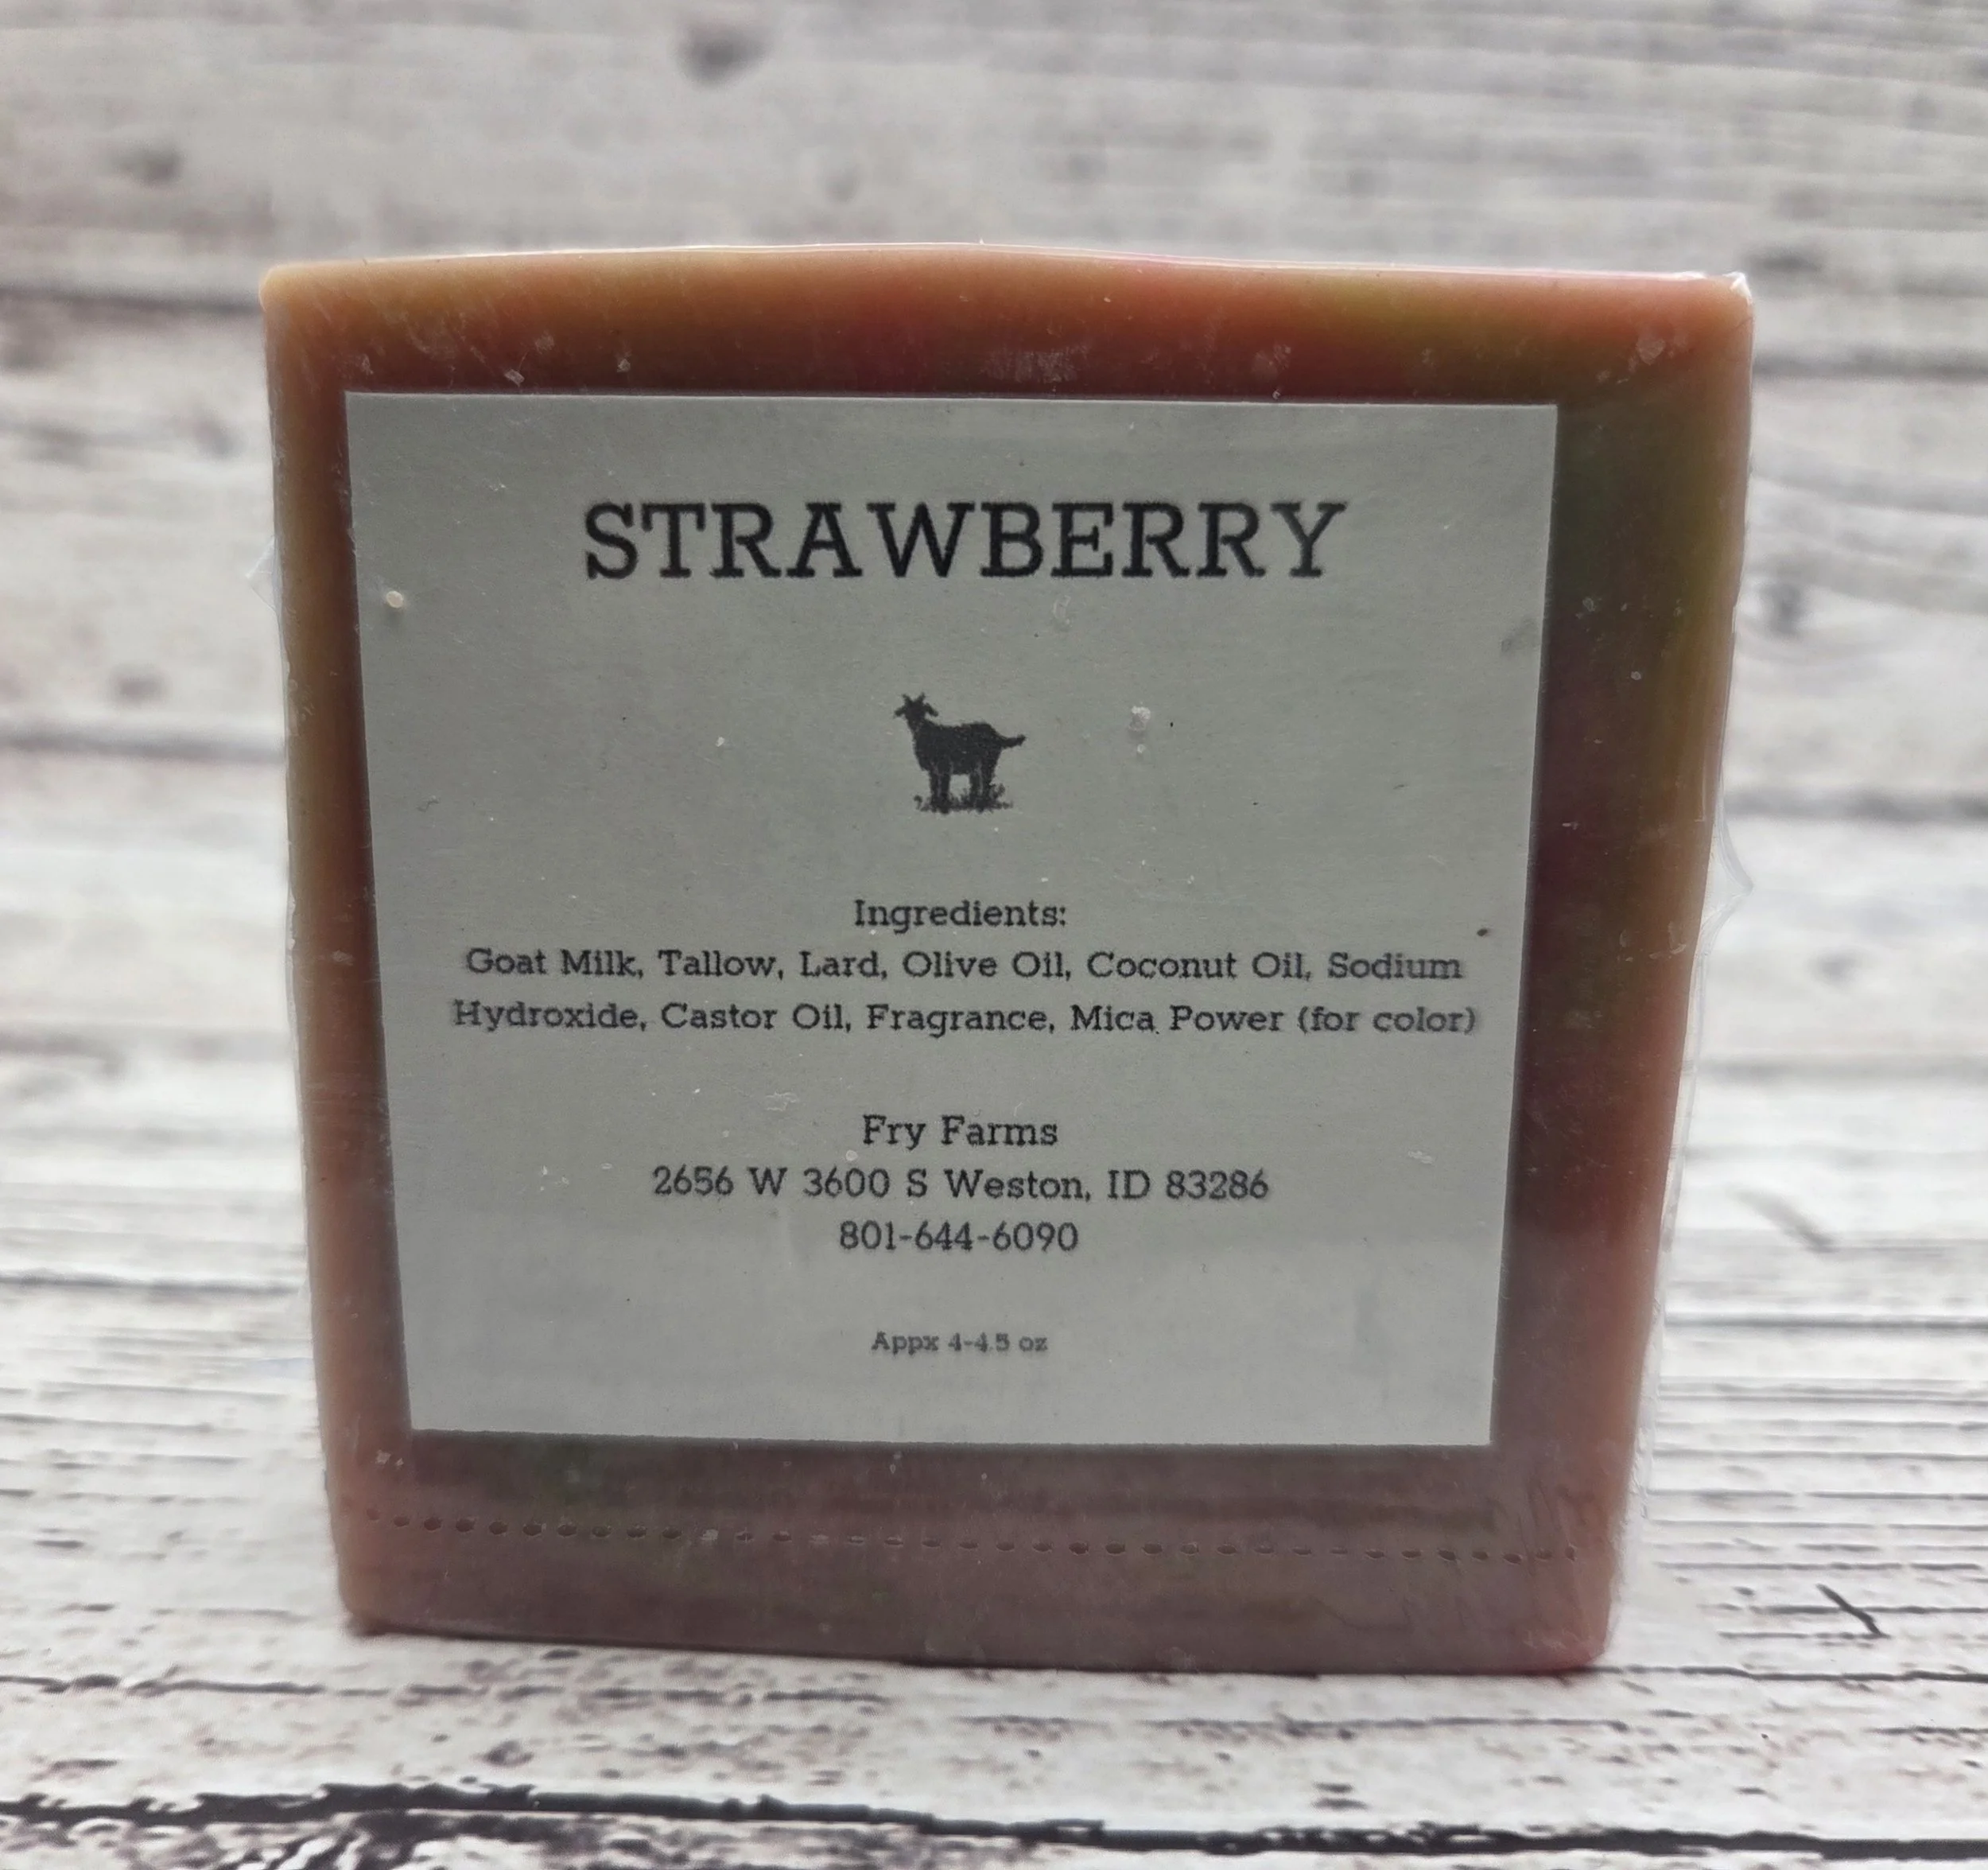 STRAWBERRY
Ingredients:
Goat Milk, Tallow, Lard, Olive Oil, Coconut Oil, Sodium
Hydroxide, Castor Oil, Fragrance, Mica Power (for color)
Fry Farms
2656 W 3600 S Weston, ID 83286
801-644-6090
Appx 4-4.5 oz